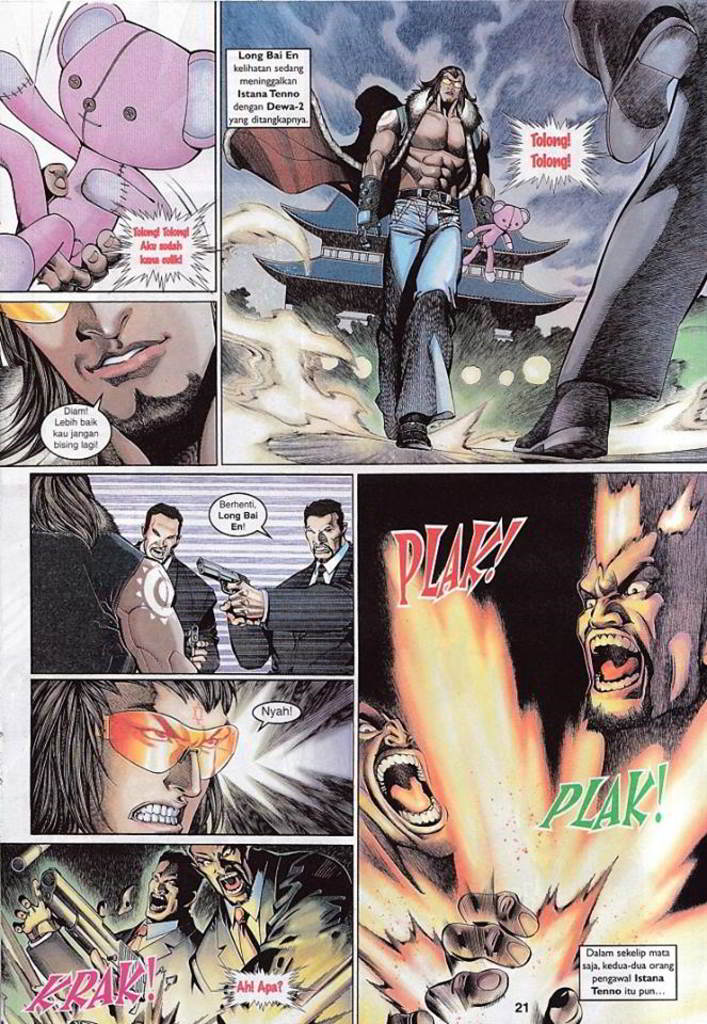 Tolong! Tolong!
Aku sudah
kena culik!
Long Bai En
kelihatan sedang
meninggalkan
Istana Tenno
dengan Dewa-2
yang ditangkapnya.
Tolong!
Tolong!
Diam!
Lebih baik
kau jangan
bising lagi!
Berhenti,
Long Bai
En!
Nyah!
KRAK!
Ah! Apa?
PLAK!
PLAK!
Dalam sekelip mata
saja, kedua-dua orang
pengawal Istana
Tenno itu pun...
21